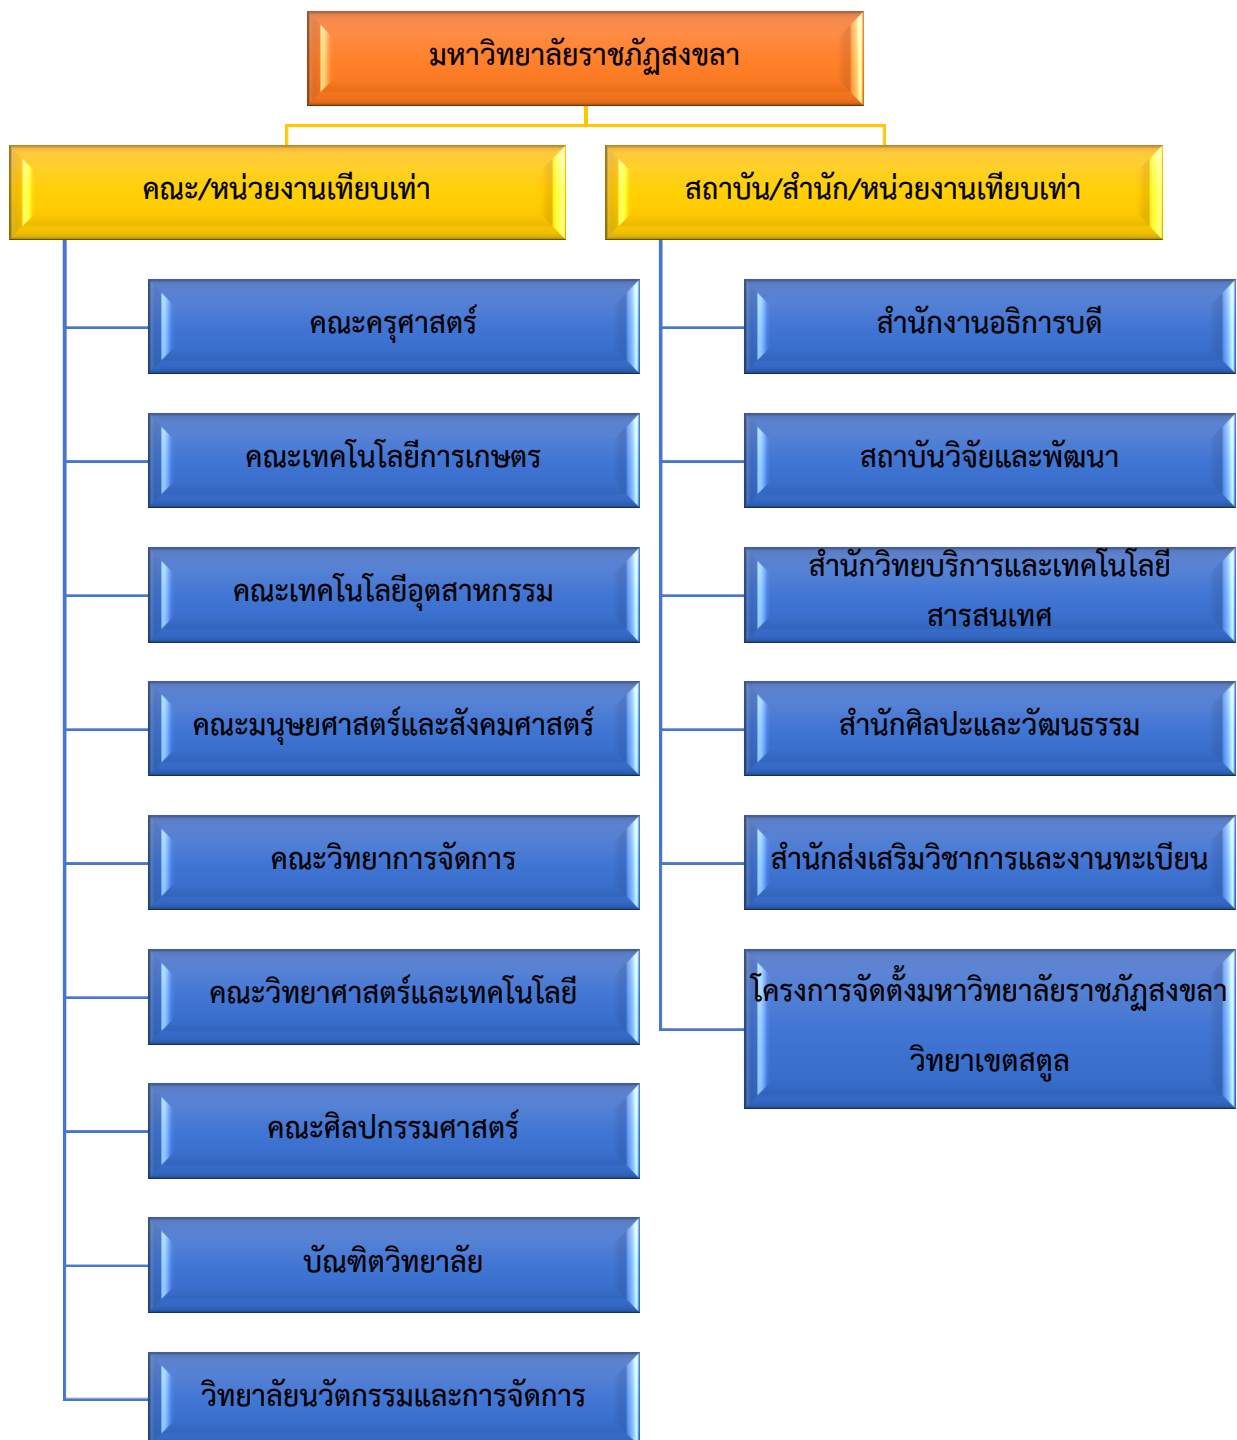 มหาวิทยาลัยราชภัฏสงขลา
คณะ/หน่วยงานเทียบเท่า
คณะครุศาสตร์
คณะเทคโนโลยีการเกษตร
คณะเทคโนโลยีอุตสาหกรรม
คณะมนุษยศาสตร์และสังคมศาสตร์
คณะวิทยาการจัดการ
คณะวิทยาศาสตร์และเทคโนโลยี
คณะศิลปกรรมศาสตร์
บัณฑิตวิทยาลัย
วิทยาลัยนวัตกรรมและการจัดการ
สถาบัน/สำนัก/หน่วยงานเทียบเท่า
สำนักงานอธิการบดี
สถาบันวิจัยและพัฒนา
สำนักวิทยบริการและเทคโนโลยี
สารสนเทศ
สำนักศิลปะและวัฒนธรรม
สำนักส่งเสริมวิชาการและงานทะเบียน
โครงการจัดตั้งมหาวิทยาลัยราชภัฏสงขลา
วิทยาเขตสตูล